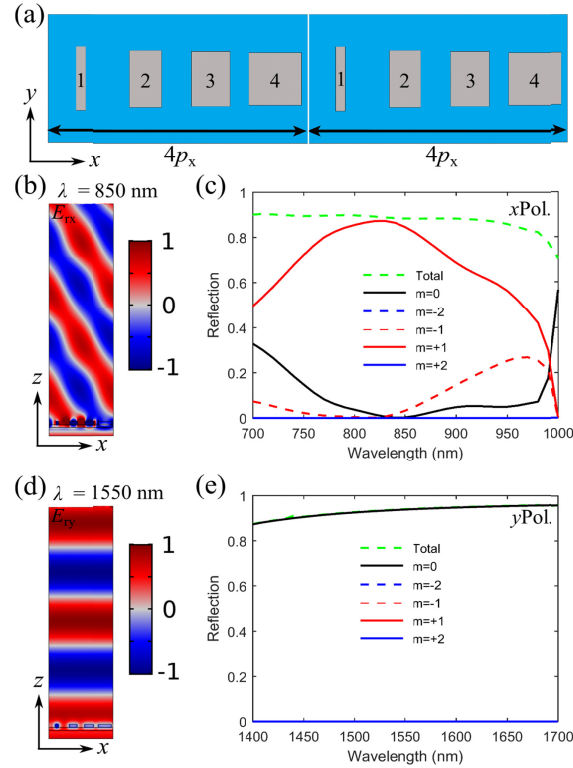 (a)
1 2 3 4 1 2 3 4
y
x
4px 4px
(b) λ = 850 nm
Erx
1
0
-1
z
x
(c)
xPol.
Total
m=0
m=-2
m=-1
m=+1
m=+2
Reflection
1
0.8
0.6
0.4
0.2
0
700 750 800 850 900 950 1000
Wavelength (nm)
(d) λ = 1550 nm
Ery
1
0
-1
z
x
(e)
yPol.
Total
m=0
m=-2
m=-1
m=+1
m=+2
Reflection
1
0.8
0.6
0.4
0.2
0
1400 1450 1500 1550 1600 1650 1700
Wavelength (nm)